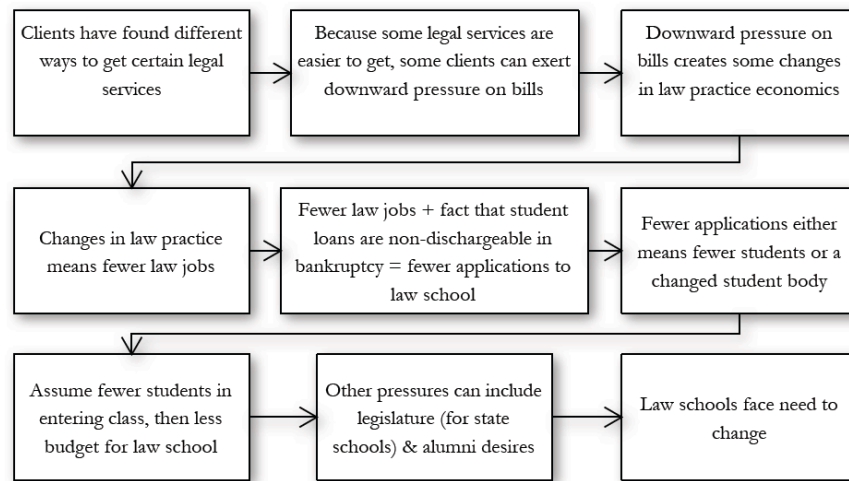 Clients have found different
ways to get certain legal
services
Because some legal services are
easier to get, some clients can exert
downward pressure on bills
Downward pressure on
bills creates some changes
in law practice economics
Changes in law practice
means fewer law jobs
Fewer law jobs + fact that student
loans are non-dischargeable in
bankruptcy = fewer applications to
law school
Fewer applications either
means fewer students or a
changed student body
Assume fewer students in
entering class, then less
budget for law school
Other pressures can include
legislature (for state
schools) & alumni desires
Law schools face need to
change